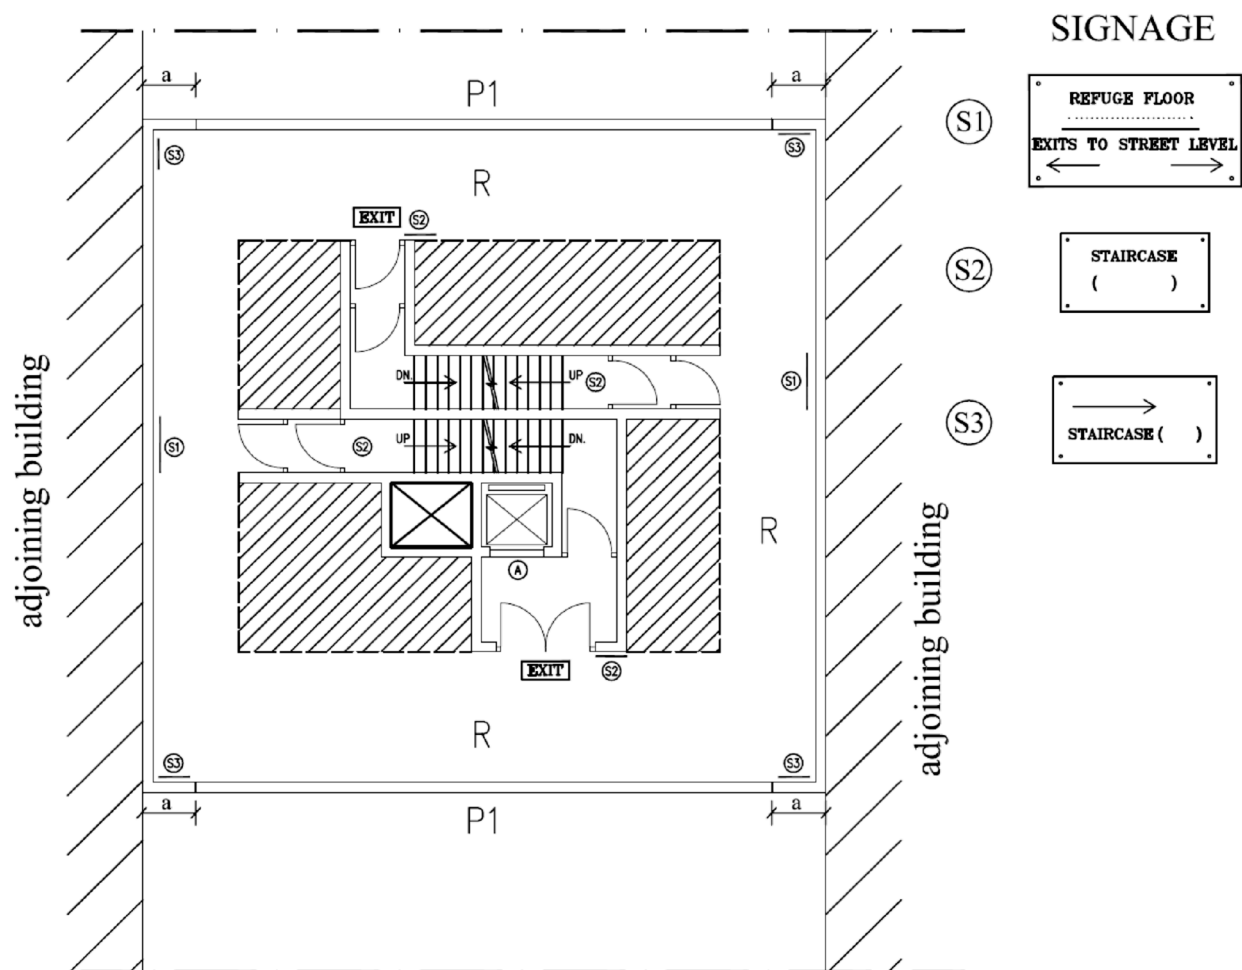 SIGNAGE
a
a
P1
S1
REFUGE FLOOR
EXITS TO STREET LEVEL
S3
S3
R
EXIT
S2
S2
STAIRCASE
( )
DN.
UP
S2
S1
S3
STAIRCASE( )
adjoining building
S1
UP
DN.
S2
R
A
adjoining building
EXIT
S2
R
S3
S3
a
a
P1